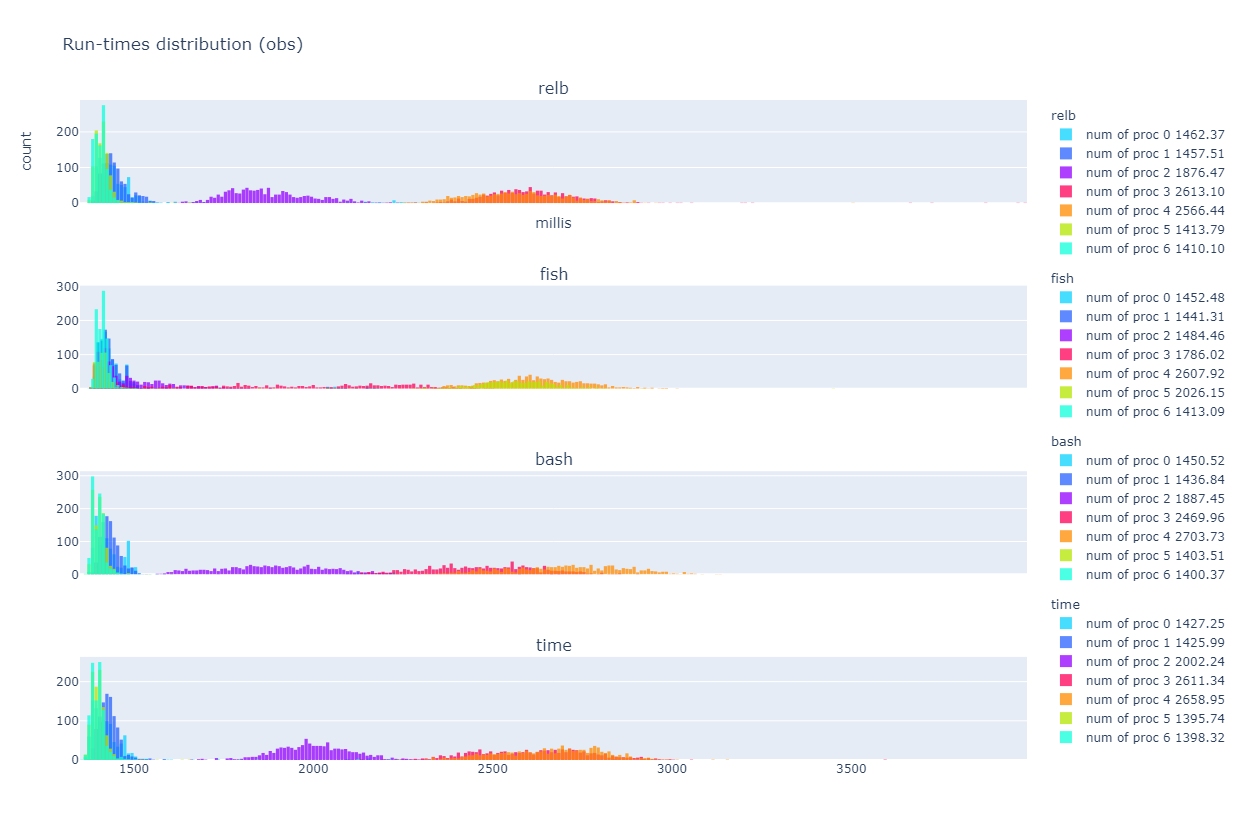 Run-times distribution (obs)
relb
200
100
0
count
millis
fish
300
200
100
0
bash
300
200
100
0
time
200
100
0
1500 2000 2500 3000 3500
relb
num of proc 0 1462.37
num of proc 1 1457.51
num of proc 2 1876.47
num of proc 3 2613.10
num of proc 4 2566.44
num of proc 5 1413.79
num of proc 6 1410.10
fish
num of proc 0 1452.48
num of proc 1 1441.31
num of proc 2 1484.46
num of proc 3 1786.02
num of proc 4 2607.92
num of proc 5 2026.15
num of proc 6 1413.09
bash
num of proc 0 1450.52
num of proc 1 1436.84
num of proc 2 1887.45
num of proc 3 2469.96
num of proc 4 2703.73
num of proc 5 1403.51
num of proc 6 1400.37
time
num of proc 0 1427.25
num of proc 1 1425.99
num of proc 2 2002.24
num of proc 3 2611.34
num of proc 4 2658.95
num of proc 5 1395.74
num of proc 6 1398.32